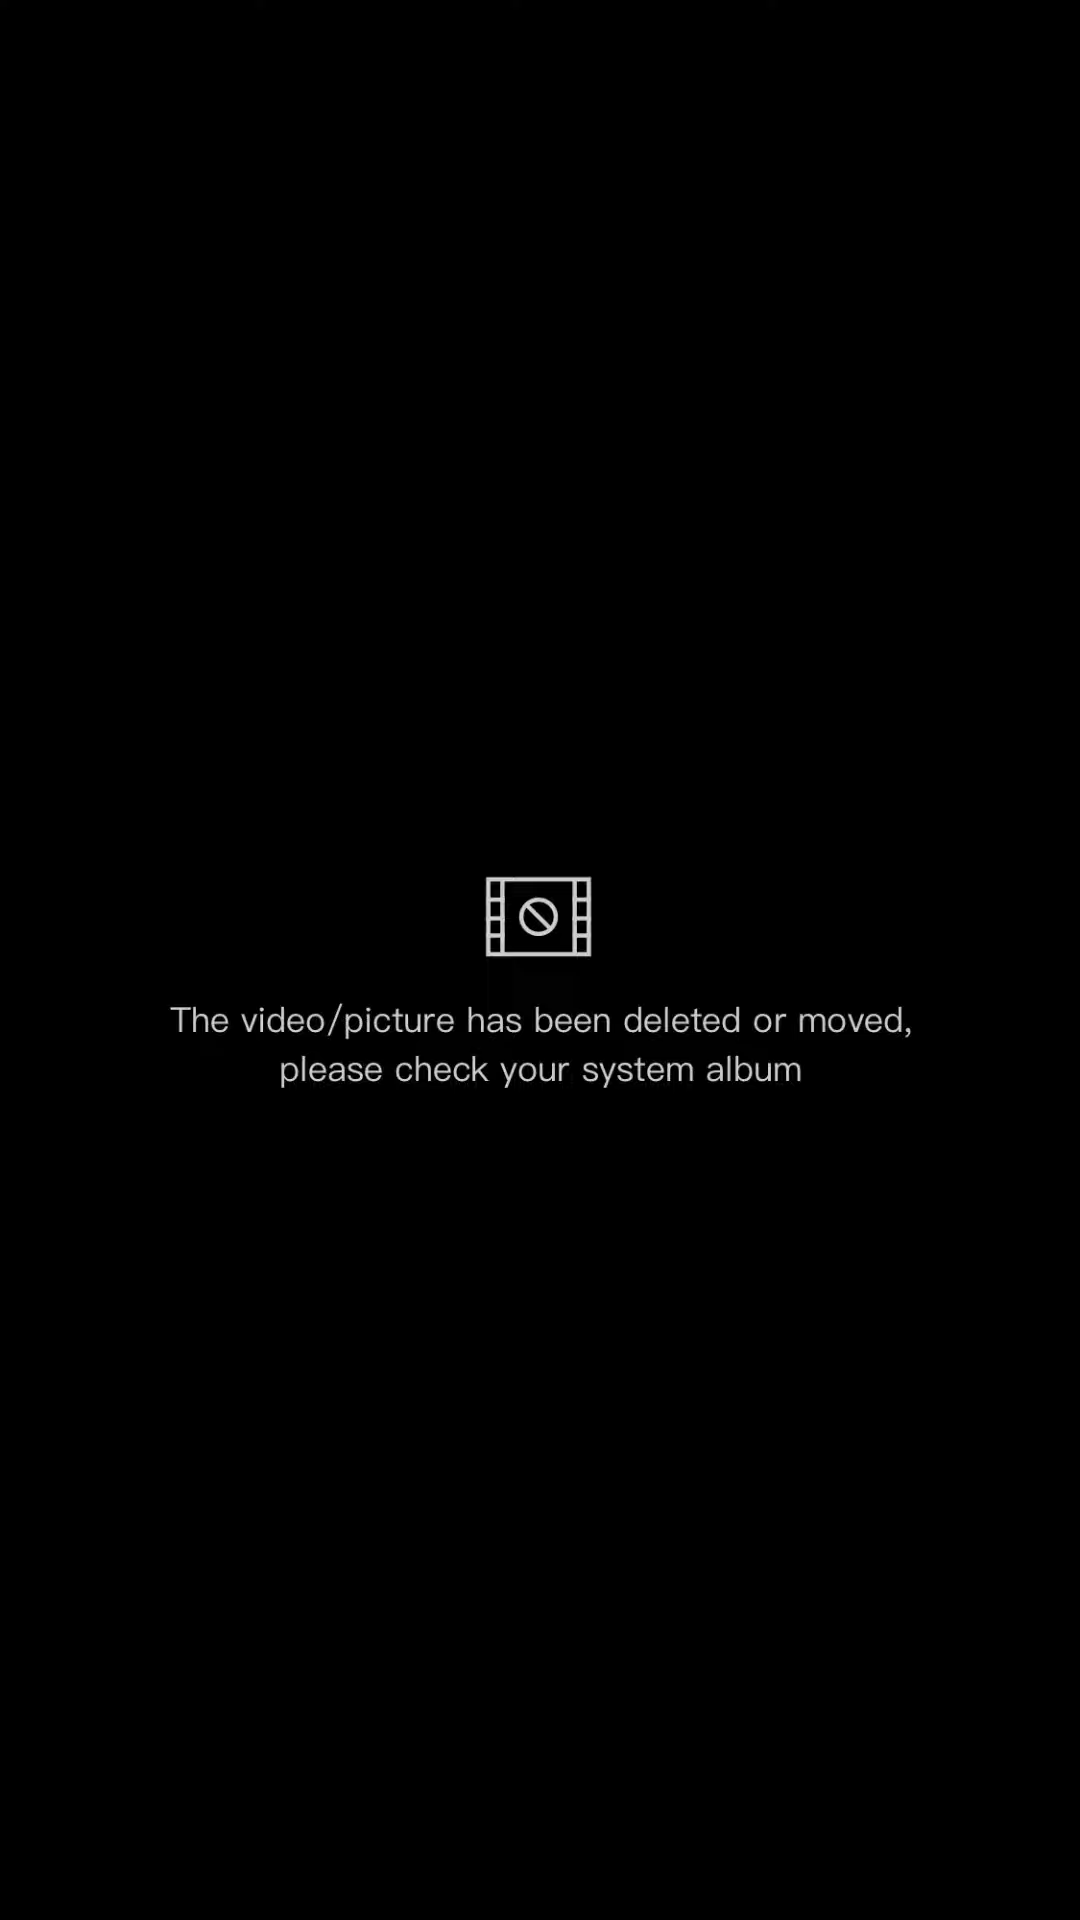 The video/picture has been deleted or moved,
please check your system album